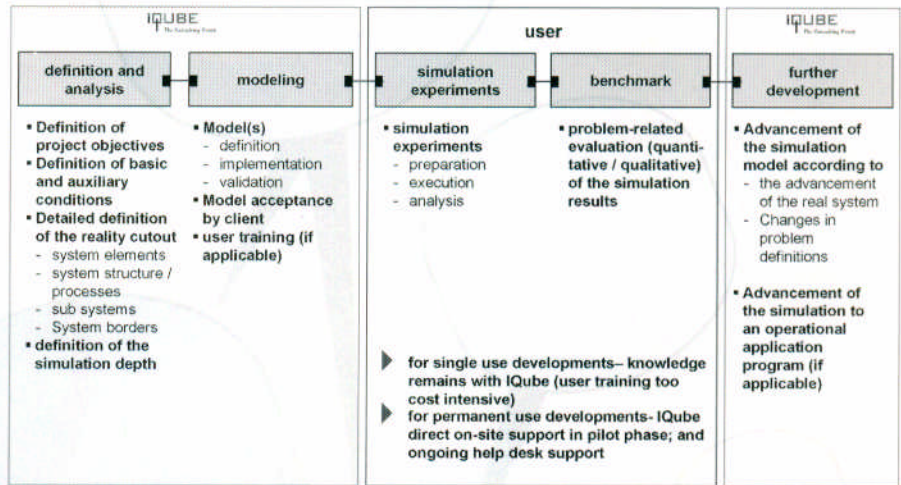 IQUBE
The Consulting Event
definition and
analysis
modeling
▪ Definition of
project objectives
▪ Definition of basic
and auxiliary
conditions
▪ Detailed definition
of the reality cutout
- system elements
- system structure /
processes
- sub systems
- System borders
▪ definition of the
simulation depth
▪ Model(s)
- definition
- implementation
- validation
▪ Model acceptance
by client
▪ user training (if
applicable)
user
simulation
experiments
benchmark
▪ simulation
experiments
- preparation
- execution
- analysis
▪ problem-related
evaluation (quanti-
tative / qualitative)
of the simulation
results
for single use developments– knowledge
remains with IQube (user training too
cost intensive)
for permanent use developments- IQube
direct on-site support in pilot phase; and
ongoing help desk support
IQUBE
The Consulting Event
further
development
▪ Advancement of
the simulation
model according to
- the advancement
of the real system
- Changes in
problem
definitions
▪ Advancement of
the simulation to
an operational
application
program (if
applicable)